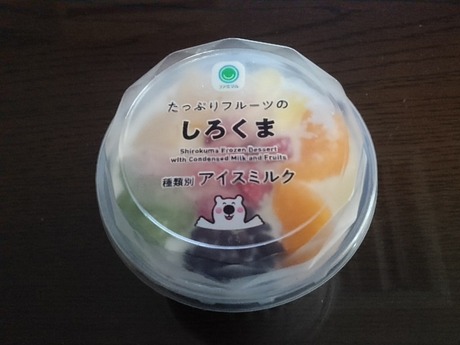 たっぷりフルーツの
しろくま
Shirokuma Frozen Dessert
with Condensed Milk and Fruits
種類別 アイスミルク